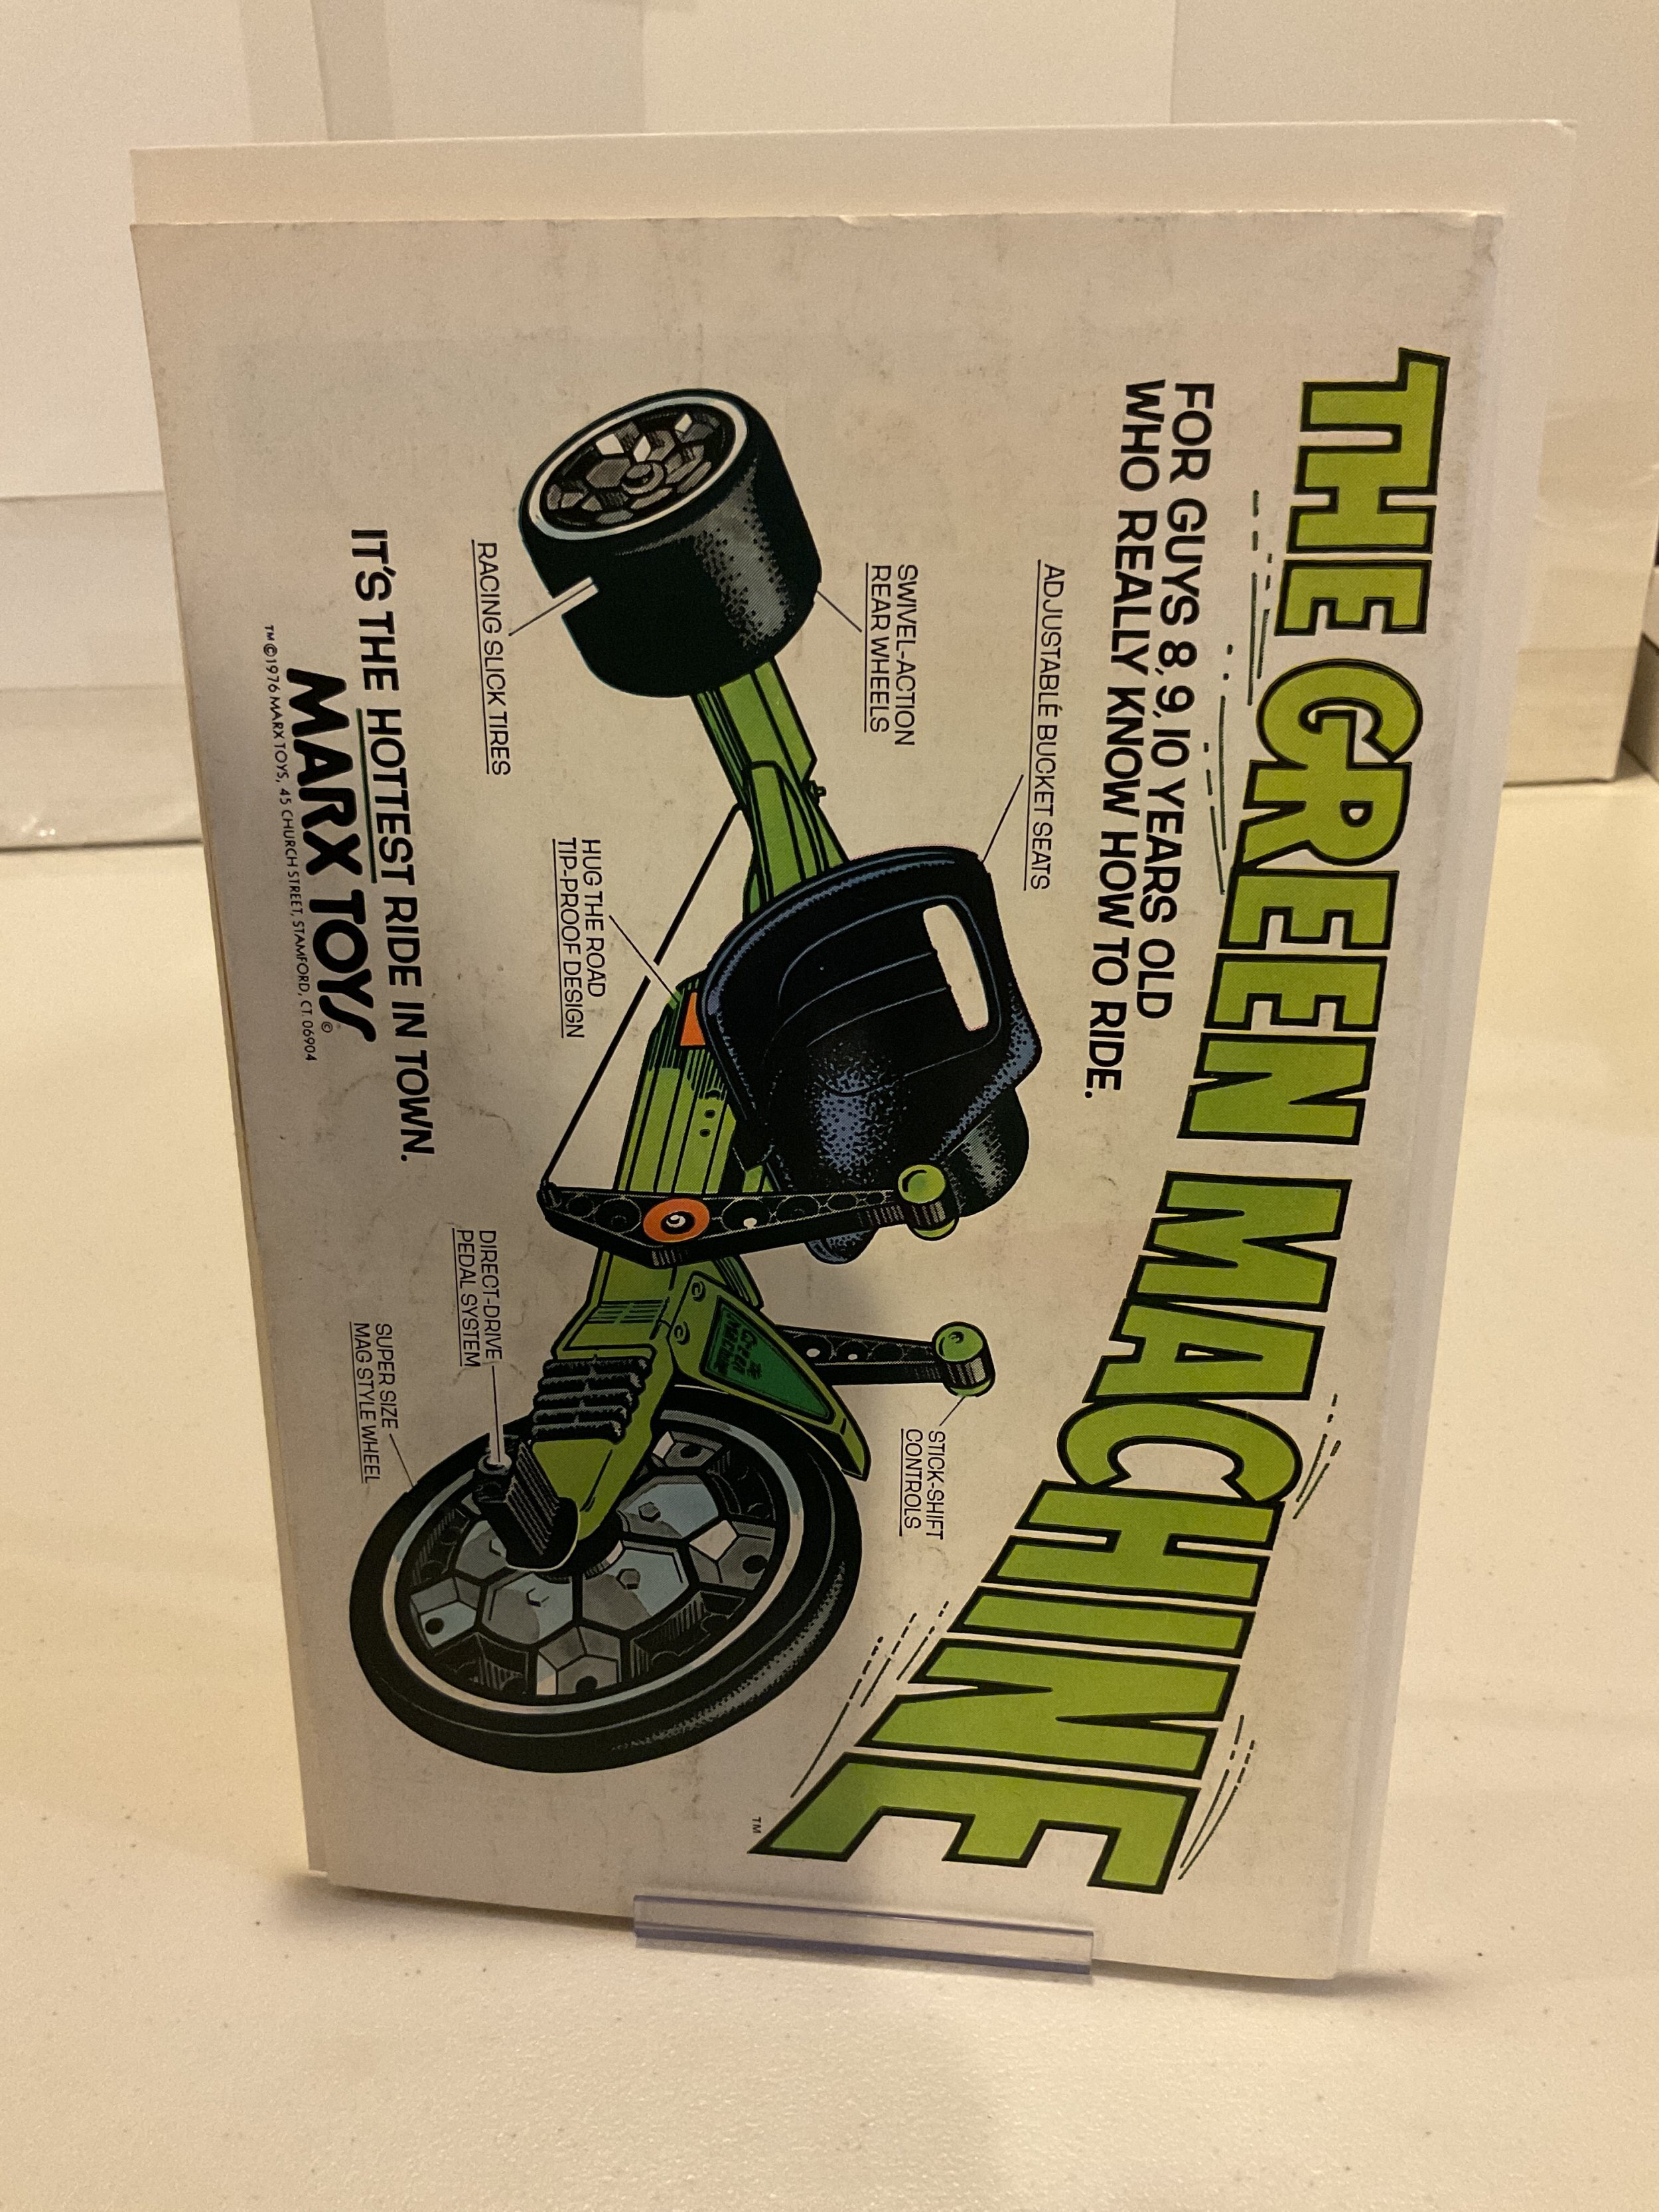 THE GREEN MACHINE
™
FOR GUYS 8, 9, 10 YEARS OLD
WHO REALLY KNOW HOW TO RIDE.
ADJUSTABLE BUCKET SEATS
SWIVEL-ACTION
REAR WHEELS
STICK-SHIFT
CONTROLS
RACING SLICK TIRES
HUG THE ROAD
TIP-PROOF DESIGN
DIRECT-DRIVE
PEDAL SYSTEM
SUPER SIZE
MAG STYLE WHEEL
IT'S THE HOTTEST RIDE IN TOWN.
MARX TOYS©
™©1976 MARX TOYS, 45 CHURCH STREET, STAMFORD, CT. 06904